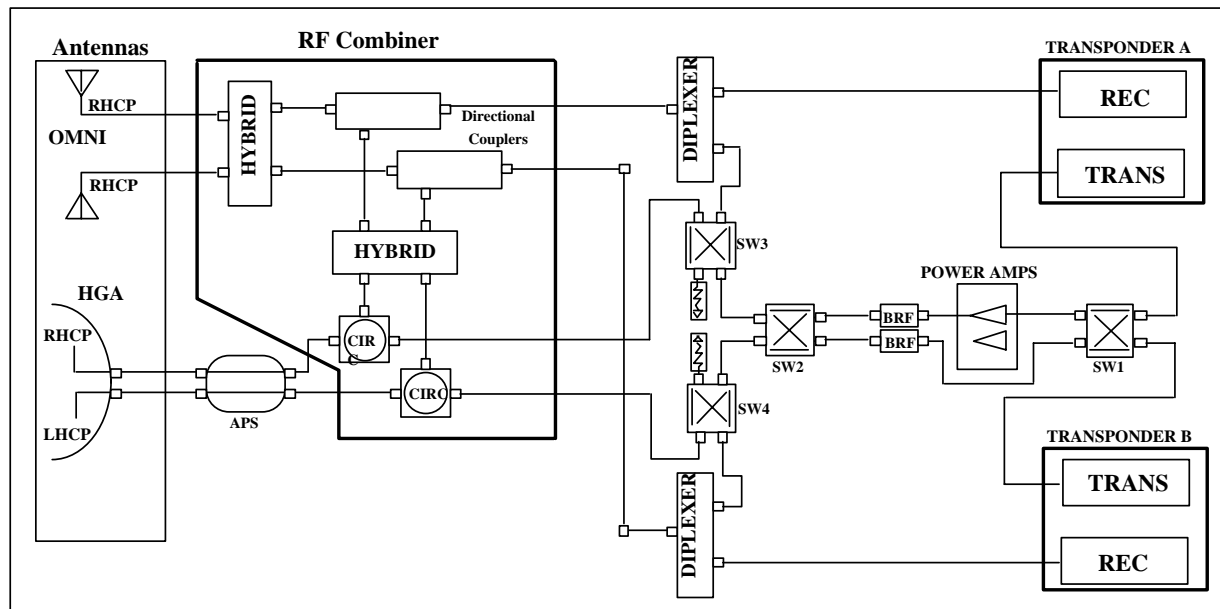 RF Combiner
Antennas
TRANSPONDER A
RHCP
OMNI
RHCP
HYBRID
Directional
Couplers
DIPLEXER
REC
TRANS
HYBRID
SW3
POWER AMPS
HGA
RHCP
LHCP
APS
CIR
C
CIRC
BRF
BRF
SW2
SW1
SW4
TRANSPONDER B
DIPLEXER
TRANS
REC